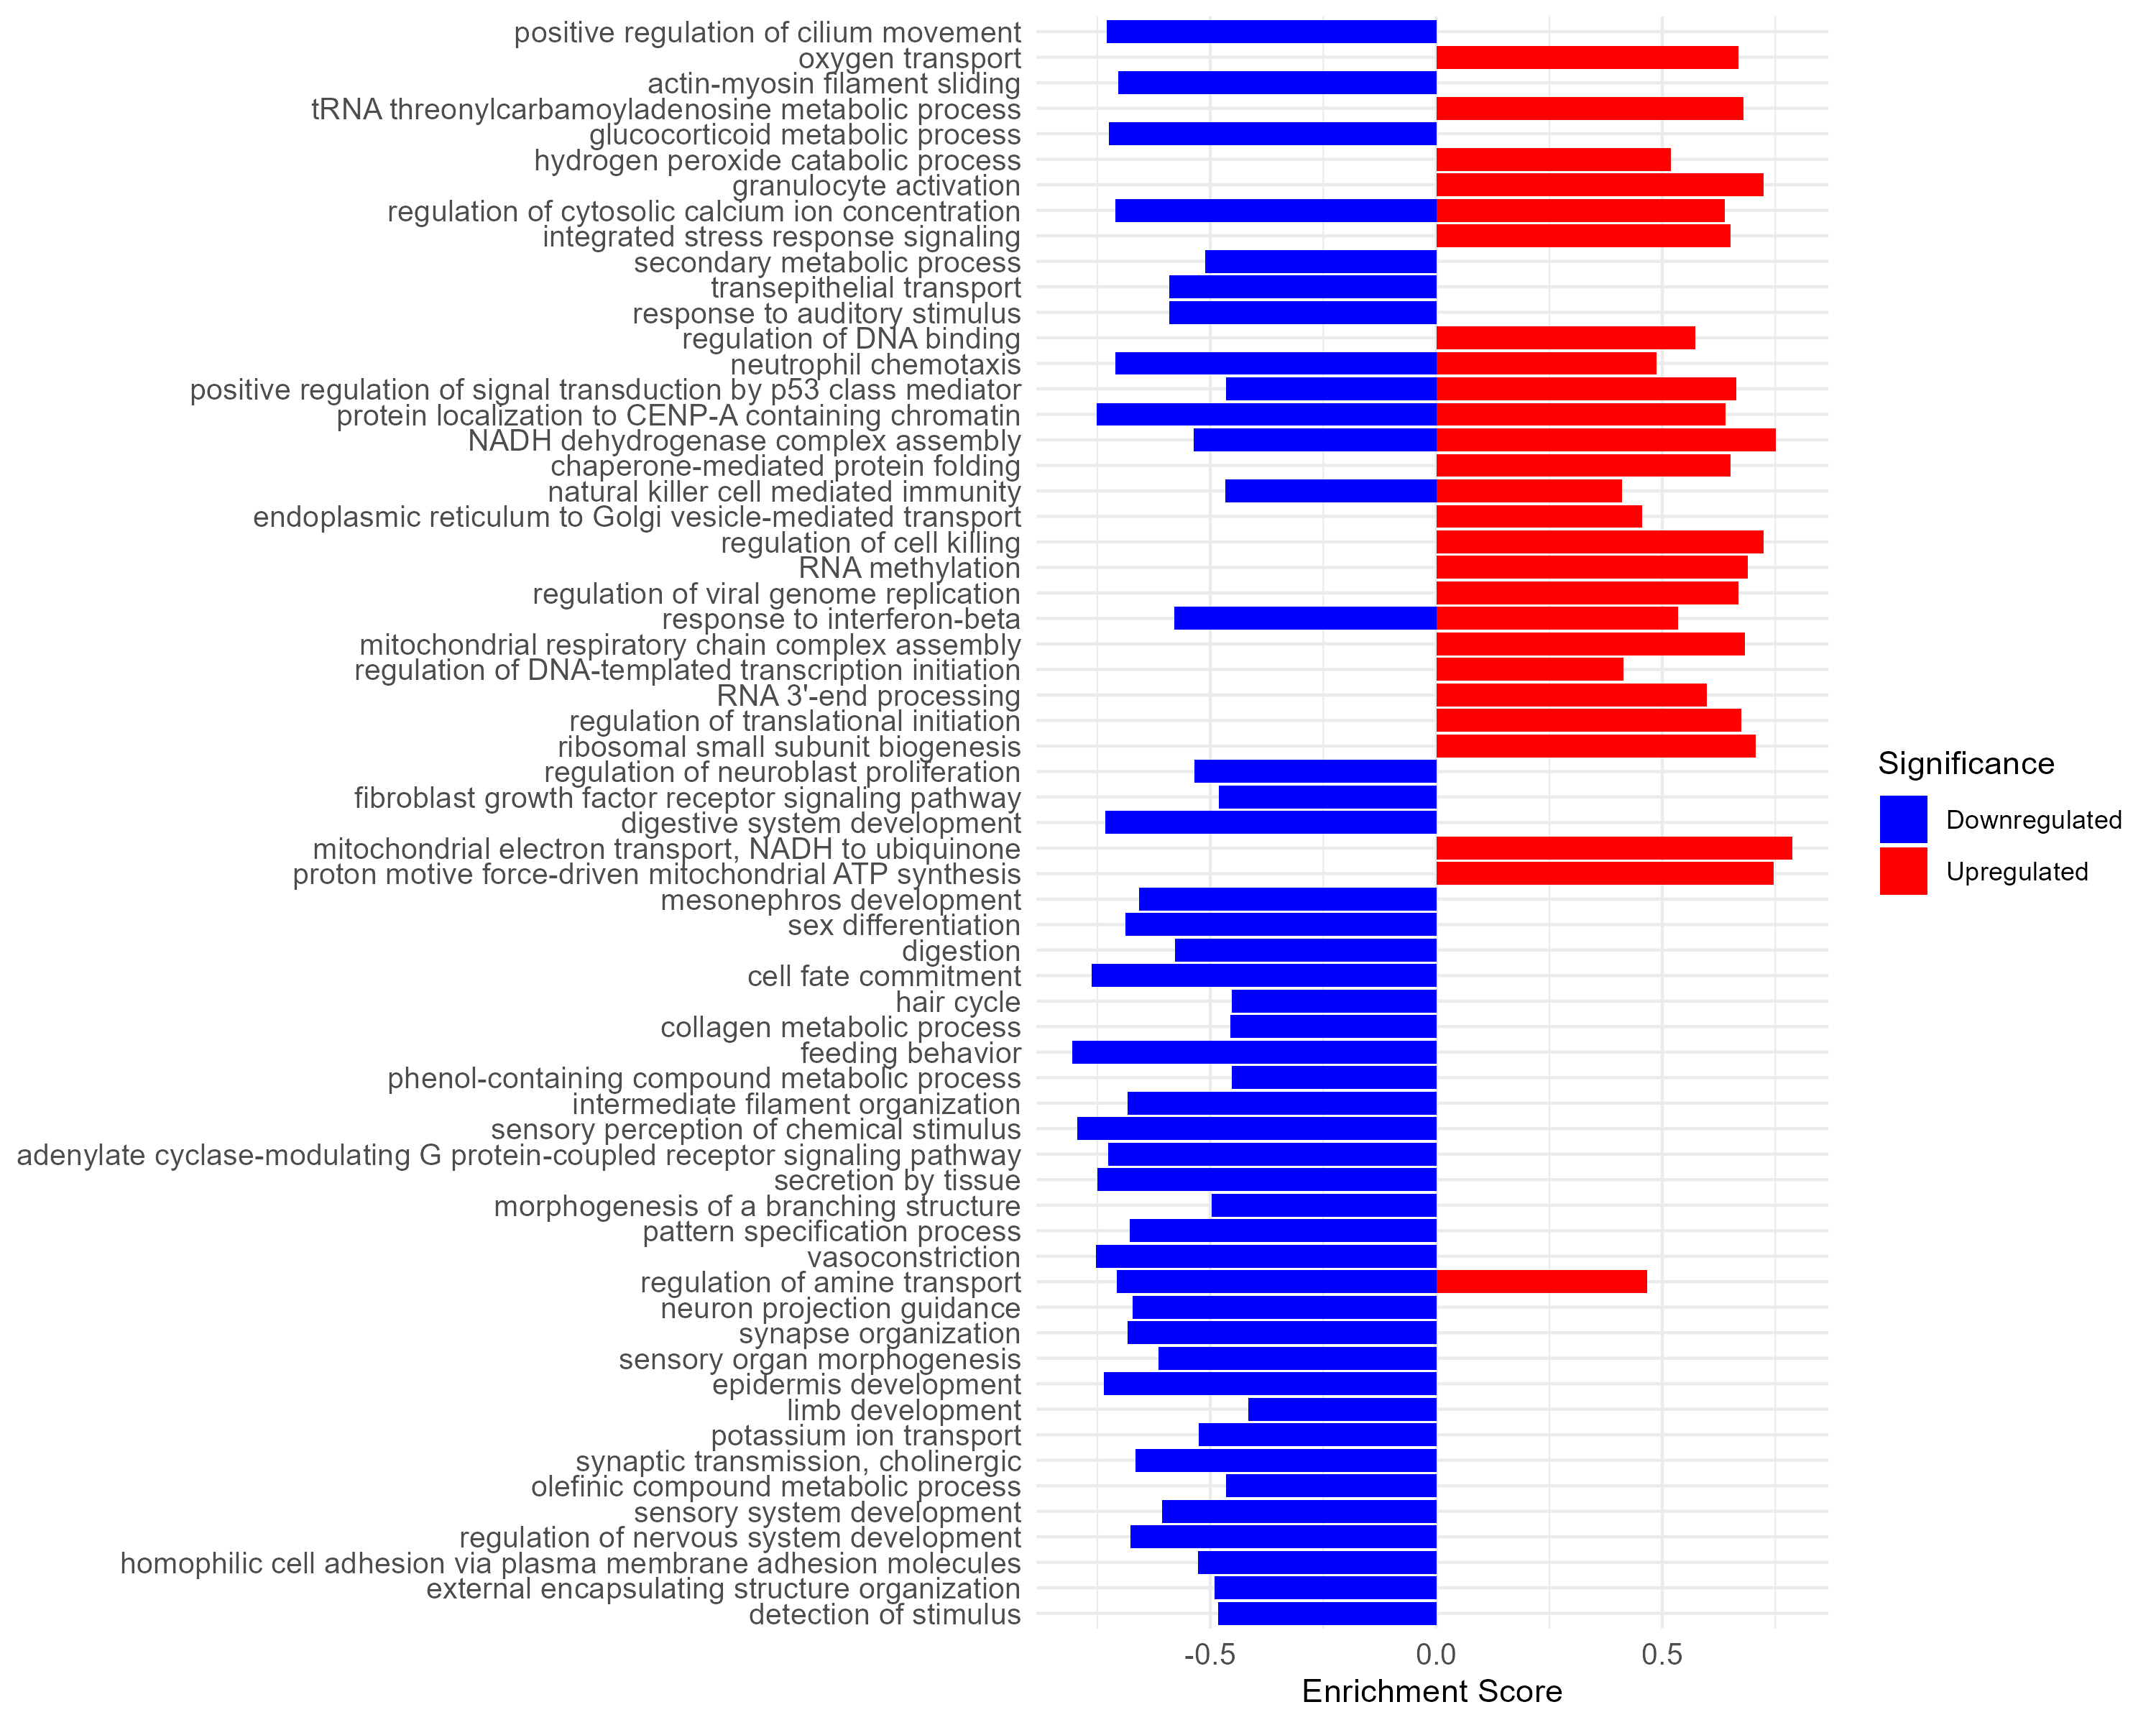 positive regulation of cilium movement
oxygen transport
actin-myosin filament sliding
tRNA threonylcarbamoyladenosine metabolic process
glucocorticoid metabolic process
hydrogen peroxide catabolic process
granulocyte activation
regulation of cytosolic calcium ion concentration
integrated stress response signaling
secondary metabolic process
transepithelial transport
response to auditory stimulus
regulation of DNA binding
neutrophil chemotaxis
positive regulation of signal transduction by p53 class mediator
protein localization to CENP-A containing chromatin
NADH dehydrogenase complex assembly
chaperone-mediated protein folding
natural killer cell mediated immunity
endoplasmic reticulum to Golgi vesicle-mediated transport
regulation of cell killing
RNA methylation
regulation of viral genome replication
response to interferon-beta
mitochondrial respiratory chain complex assembly
regulation of DNA-templated transcription initiation
RNA 3'-end processing
regulation of translational initiation
ribosomal small subunit biogenesis
regulation of neuroblast proliferation
fibroblast growth factor receptor signaling pathway
digestive system development
mitochondrial electron transport, NADH to ubiquinone
proton motive force-driven mitochondrial ATP synthesis
mesonephros development
sex differentiation
digestion
cell fate commitment
hair cycle
collagen metabolic process
feeding behavior
phenol-containing compound metabolic process
intermediate filament organization
sensory perception of chemical stimulus
adenylate cyclase-modulating G protein-coupled receptor signaling pathway
secretion by tissue
morphogenesis of a branching structure
pattern specification process
vasoconstriction
regulation of amine transport
neuron projection guidance
synapse organization
sensory organ morphogenesis
epidermis development
limb development
potassium ion transport
synaptic transmission, cholinergic
olefinic compound metabolic process
sensory system development
regulation of nervous system development
homophilic cell adhesion via plasma membrane adhesion molecules
external encapsulating structure organization
detection of stimulus
-0.5 0.0 0.5
Enrichment Score
Significance
Downregulated
Upregulated